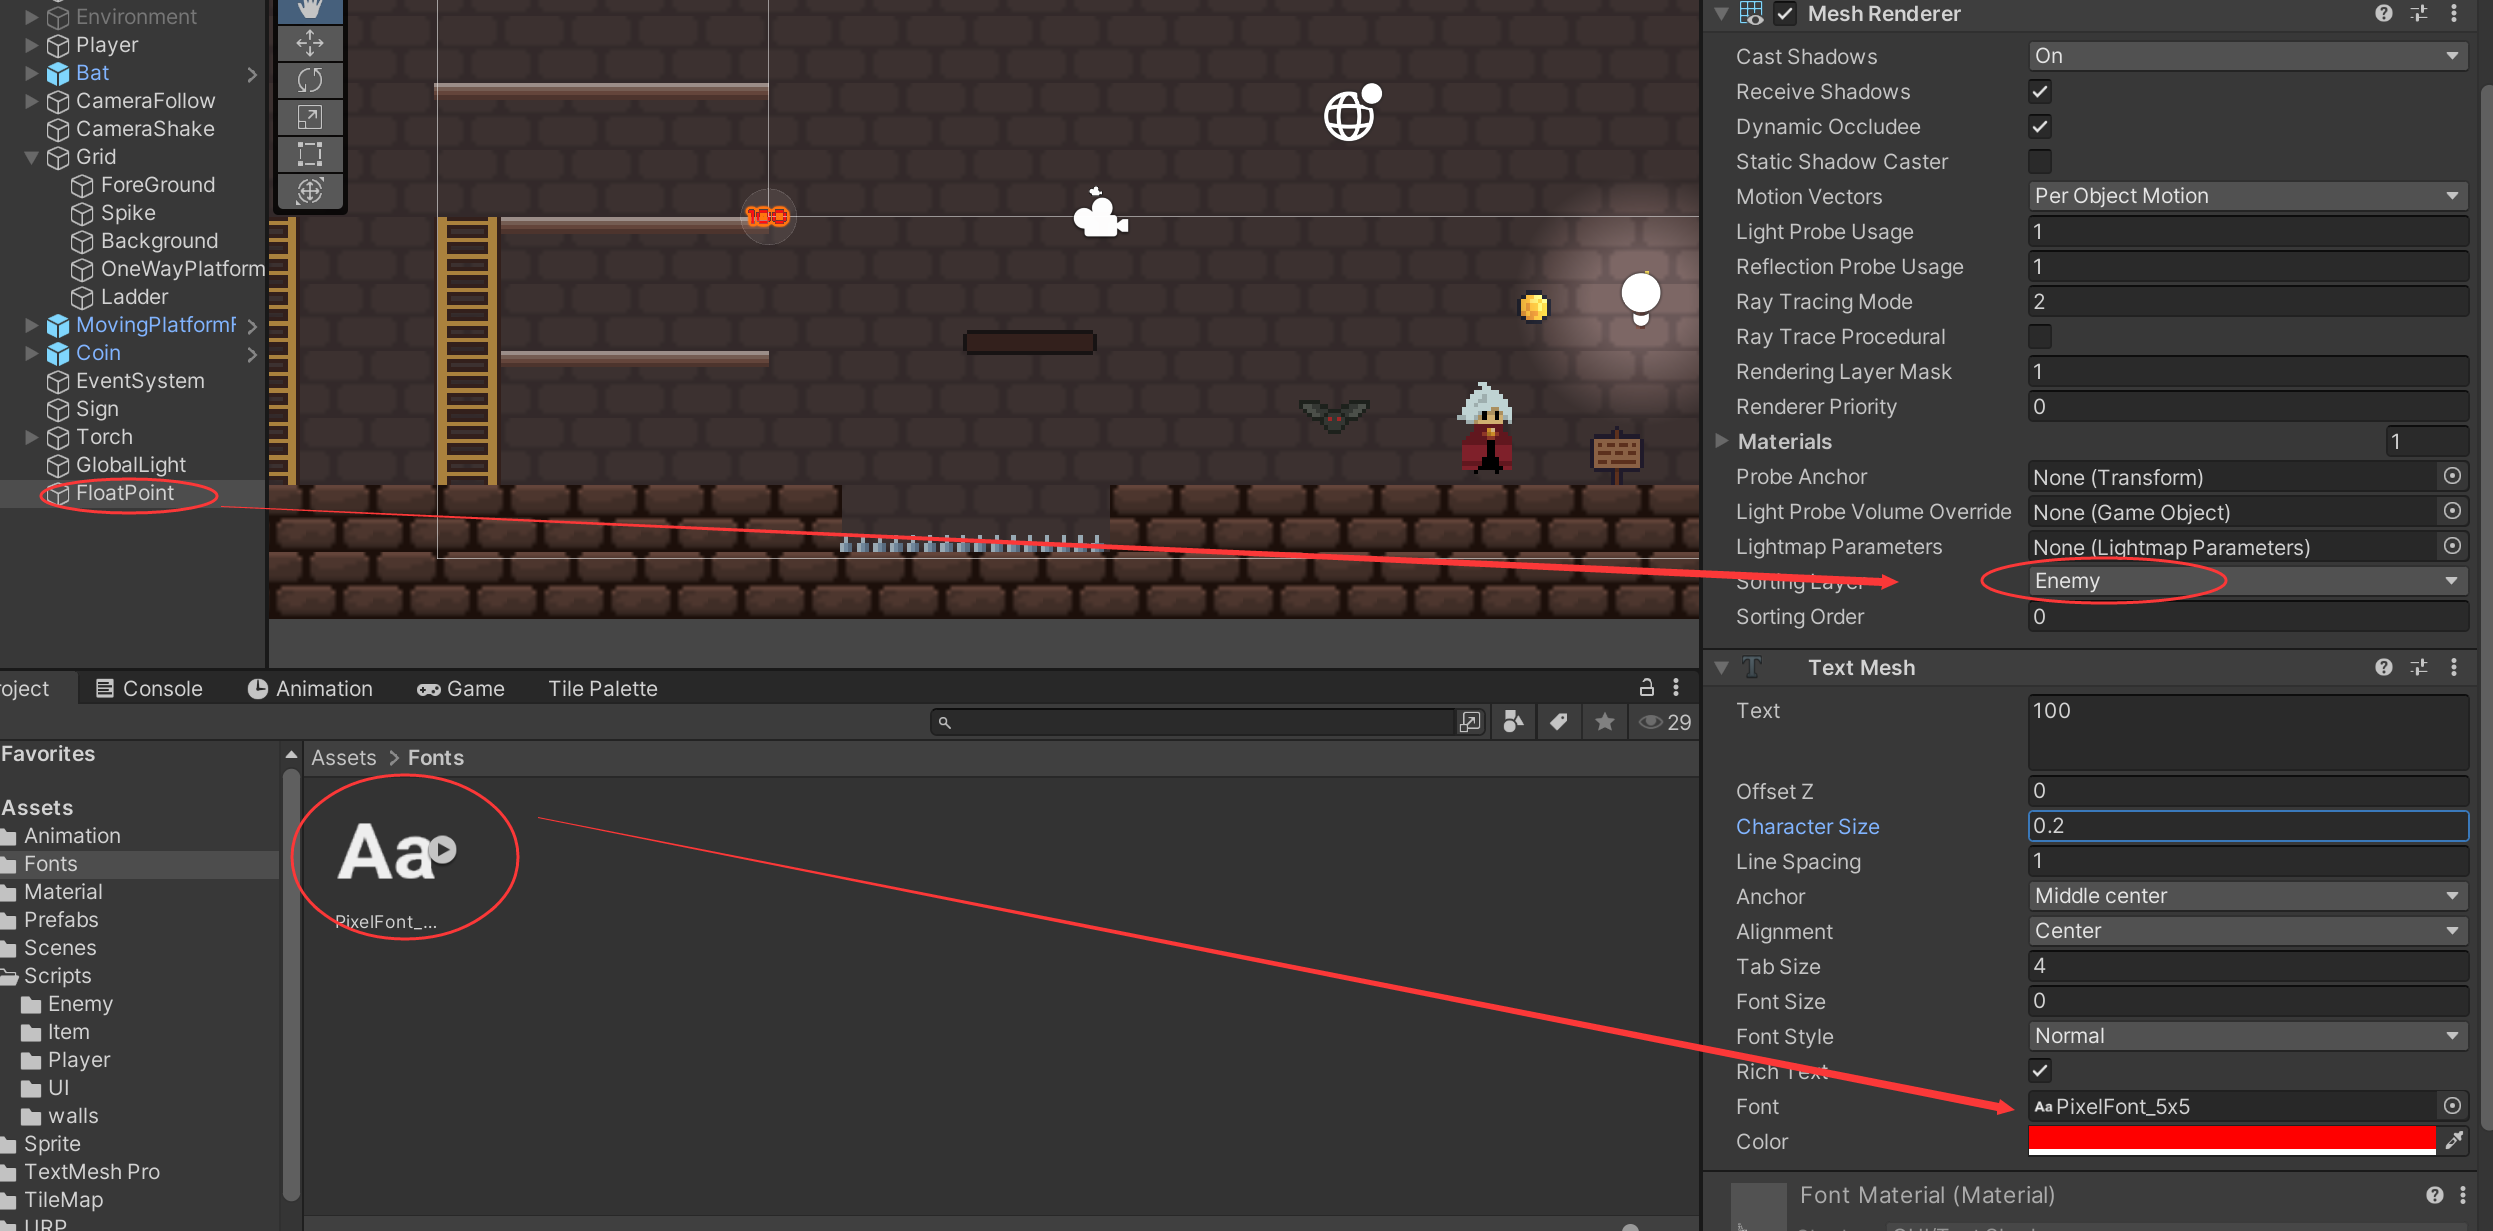 Environment
Player
Bat
CameraFollow
CameraShake
Grid
ForeGround
Spike
Background
OneWayPlatform
Ladder
MovingPlatformF
Coin
EventSystem
Sign
Torch
GlobalLight
FloatPoint
100
Mesh Renderer
Cast Shadows On
Receive Shadows
Dynamic Occludee
Static Shadow Caster
Motion Vectors Per Object Motion
Light Probe Usage 1
Reflection Probe Usage 1
Ray Tracing Mode 2
Ray Trace Procedural
Rendering Layer Mask 1
Renderer Priority 0
Materials 1
Probe Anchor None (Transform)
Light Probe Volume Override None (Game Object)
Lightmap Parameters None (Lightmap Parameters)
Sorting Layer Enemy
Sorting Order 0
Text Mesh
Text 100
Offset Z 0
Character Size 0.2
Line Spacing 1
Anchor Middle center
Alignment Center
Tab Size 4
Font Size 0
Font Style Normal
Rich Text
Font Aa PixelFont_5x5
Color
Font Material (Material)
oject Console Animation Game Tile Palette
29
Favorites
Assets
Animation
Fonts
Material
Prefabs
Scenes
Scripts
Enemy
Item
Player
UI
walls
Sprite
TextMesh Pro
TileMap
URP
Assets > Fonts
Aa
PixelFont_...